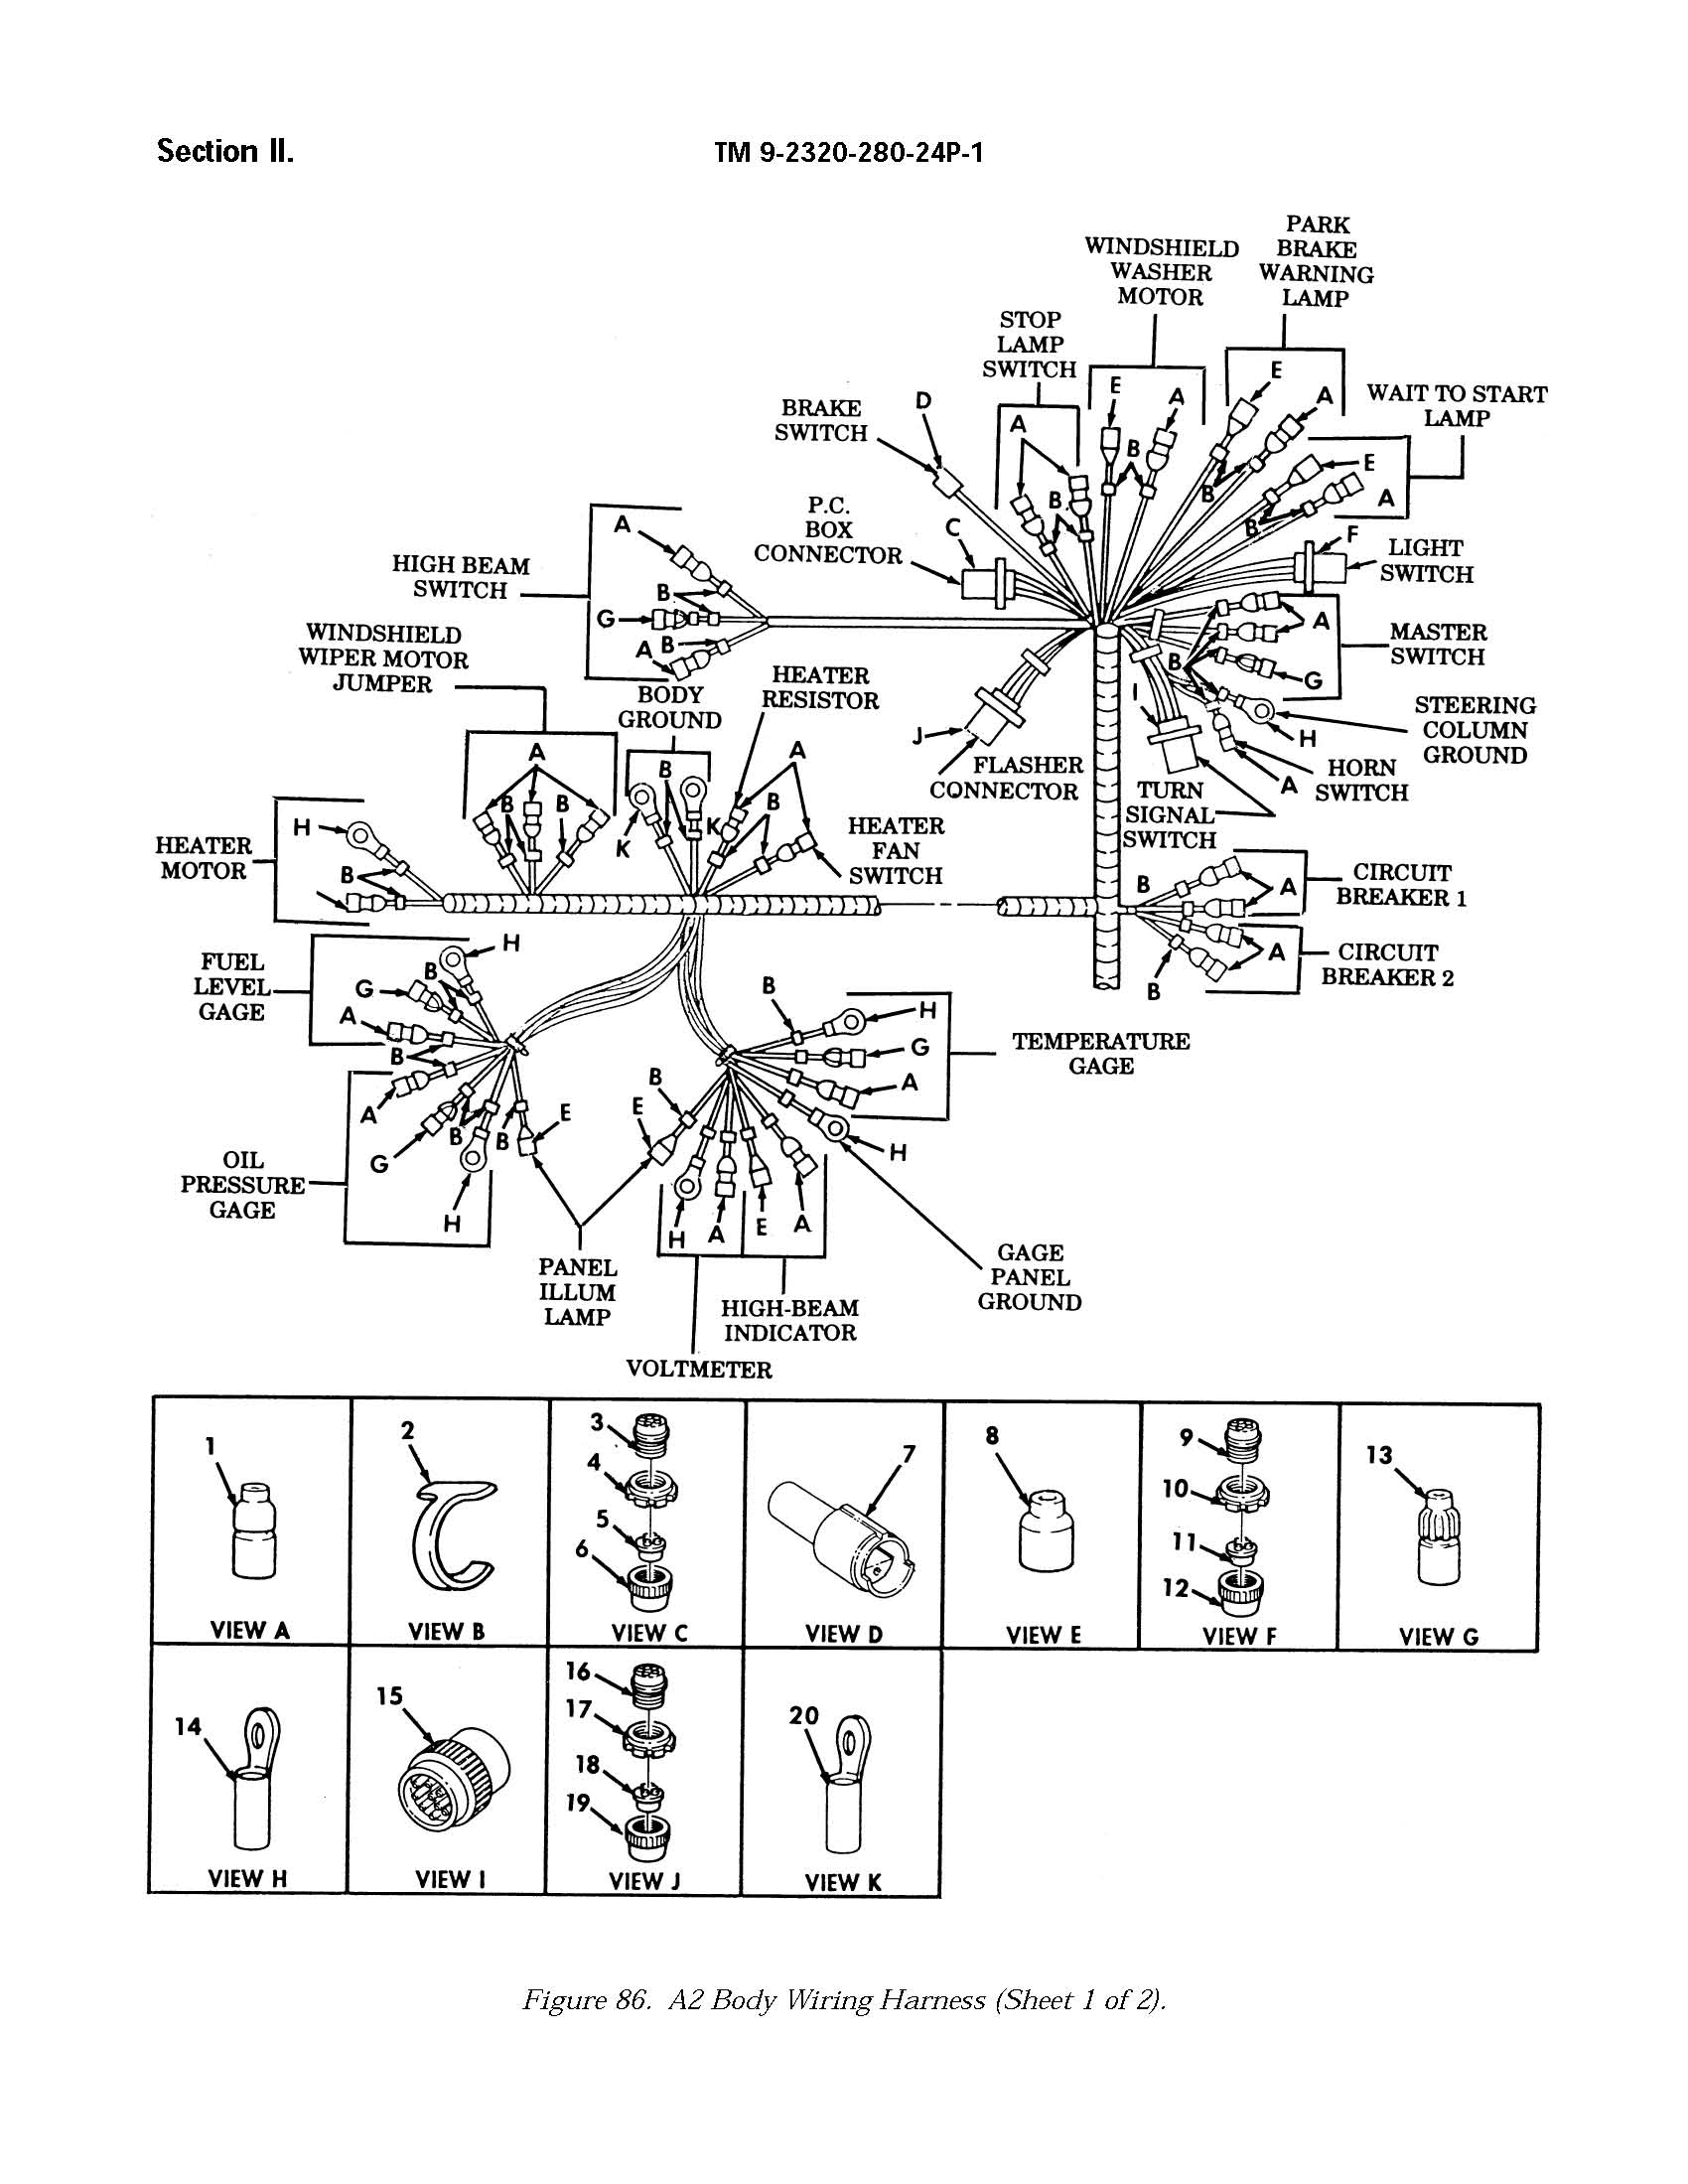 Section II.
TM 9-2320-280-24P-1
PARK
BRAKE
WARNING
LAMP
WINDSHIELD
WASHER
MOTOR
STOP
LAMP
SWITCH
E
A
E
A
WAIT TO START
LAMP
BRAKE
SWITCH
D
A
B
B
B
E
A
B
P.C.
BOX
CONNECTOR
C
F
LIGHT
SWITCH
HIGH BEAM
SWITCH
A
B
G
A
B
A
MASTER
SWITCH
B
G
WINDSHIELD
WIPER MOTOR
JUMPER
BODY
GROUND
HEATER
RESISTOR
I
STEERING
COLUMN
GROUND
H
J
FLASHER
CONNECTOR
TURN
SIGNAL
SWITCH
A
HORN
SWITCH
A
B
B
B
A
B
K
K
HEATER
FAN
SWITCH
HEATER
MOTOR
H
B
B
A
CIRCUIT
BREAKER 1
A
CIRCUIT
BREAKER 2
B
FUEL
LEVEL
GAGE
H
B
G
A
B
A
G
B
B
E
H
OIL
PRESSURE
GAGE
B
H
G
A
TEMPERATURE
GAGE
B
E
H
H
A
E
A
PANEL
ILLUM
LAMP
GAGE
PANEL
GROUND
HIGH-BEAM
INDICATOR
VOLTMETER
1
VIEW A
2
VIEW B
3
4
5
6
VIEW C
7
VIEW D
8
VIEW E
9
10
11
12
VIEW F
13
VIEW G
14
VIEW H
15
VIEW I
16
17
18
19
VIEW J
20
VIEW K
Figure 86. A2 Body Wiring Harness (Sheet 1 of 2).